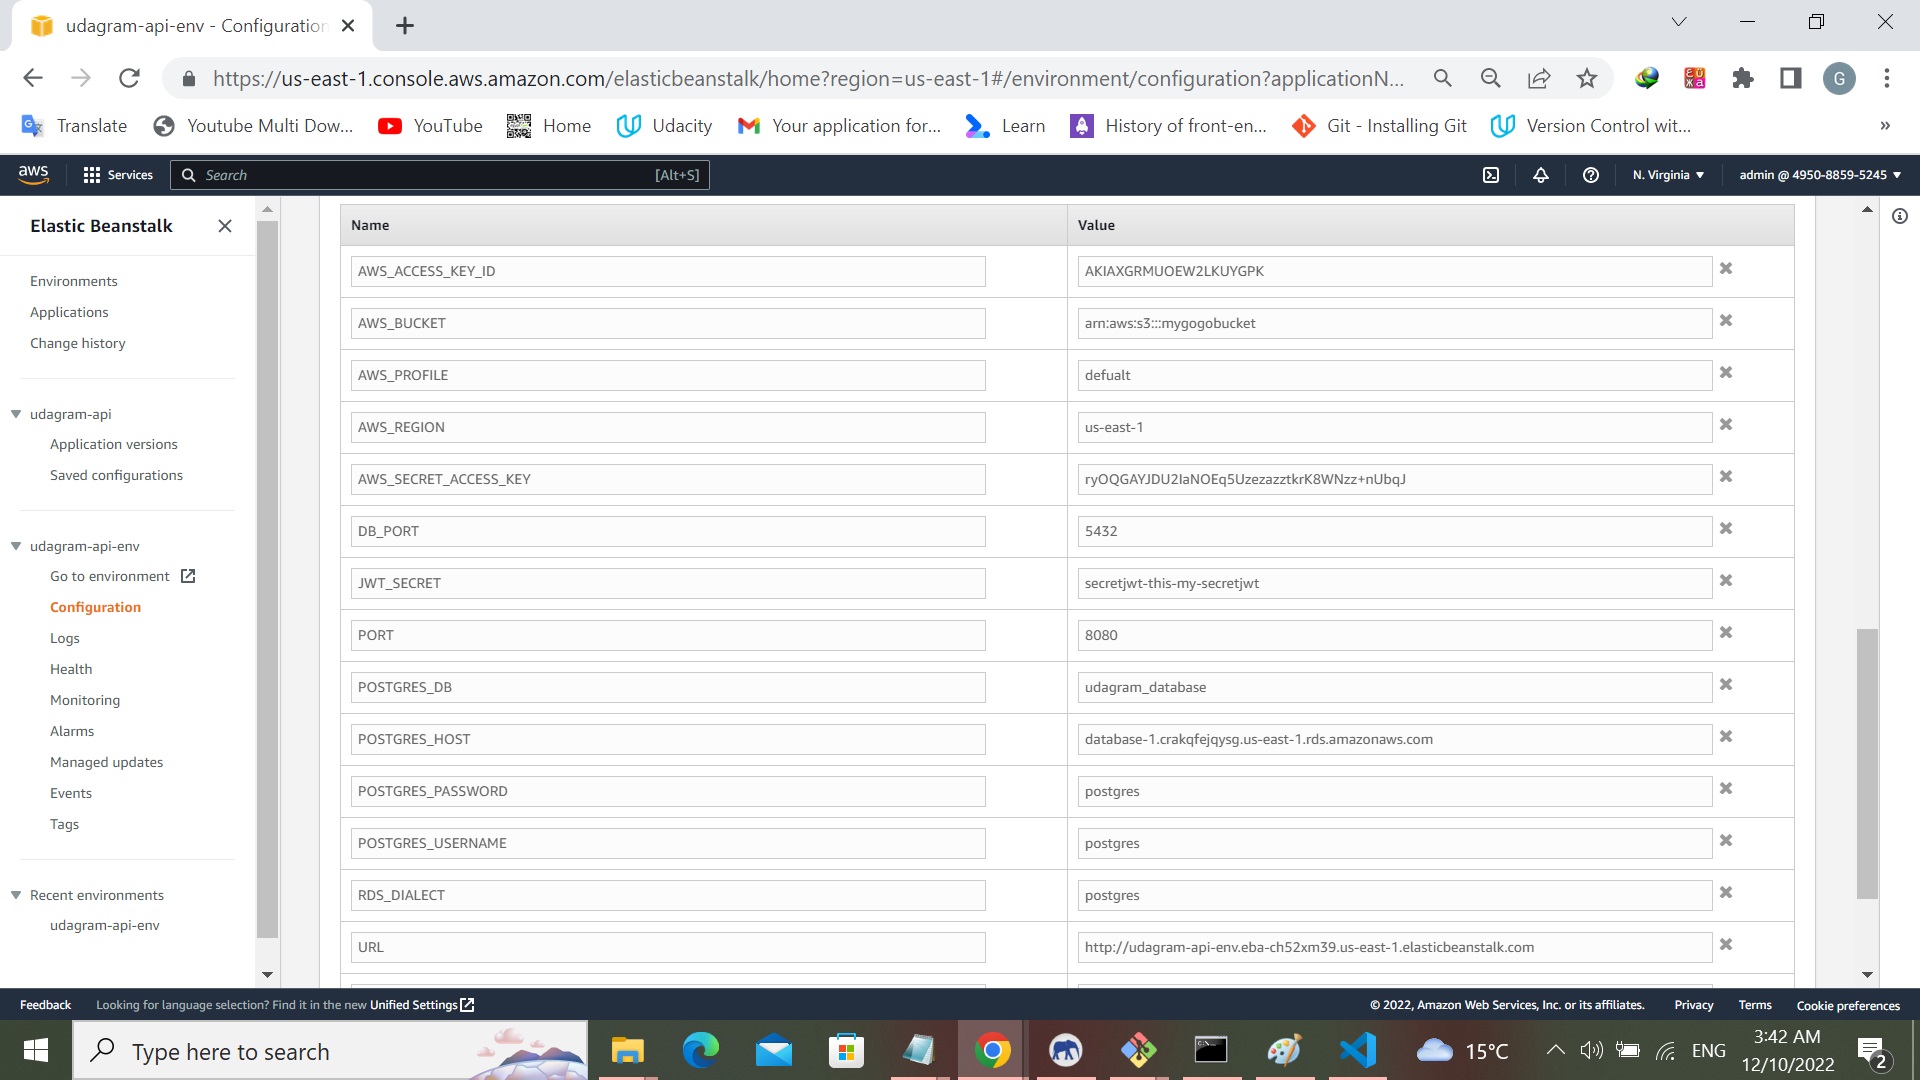 udagram-api-env - Configuration
https://us-east-1.console.aws.amazon.com/elasticbeanstalk/home?region=us-east-1#/environment/configuration?applicationN...
G
Translate
Youtube Multi Dow...
YouTube
Home
Udacity
Your application for...
Learn
History of front-en...
Git - Installing Git
Version Control wit...
»
aws
Services
Search
[Alt+S]
N. Virginia
admin @ 4950-8859-5245
Elastic Beanstalk
Environments
Applications
Change history
udagram-api
Application versions
Saved configurations
udagram-api-env
Go to environment
Configuration
Logs
Health
Monitoring
Alarms
Managed updates
Events
Tags
Recent environments
udagram-api-env
Name Value
AWS_ACCESS_KEY_ID AKIAXGRMUOEW2LKUYGPK
AWS_BUCKET arn:aws:s3:::mygogobucket
AWS_PROFILE defualt
AWS_REGION us-east-1
AWS_SECRET_ACCESS_KEY ryOQGAYJDU2IaNOEq5UzezazztkrK8WNzz+nUbqJ
DB_PORT 5432
JWT_SECRET secretjwt-this-my-secretjwt
PORT 8080
POSTGRES_DB udagram_database
POSTGRES_HOST database-1.crakqfejqysg.us-east-1.rds.amazonaws.com
POSTGRES_PASSWORD postgres
POSTGRES_USERNAME postgres
RDS_DIALECT postgres
URL http://udagram-api-env.eba-ch52xm39.us-east-1.elasticbeanstalk.com
Feedback
Looking for language selection? Find it in the new Unified Settings
© 2022, Amazon Web Services, Inc. or its affiliates.
Privacy
Terms
Cookie preferences
Type here to search
15°C
ENG
3:42 AM
12/10/2022
2